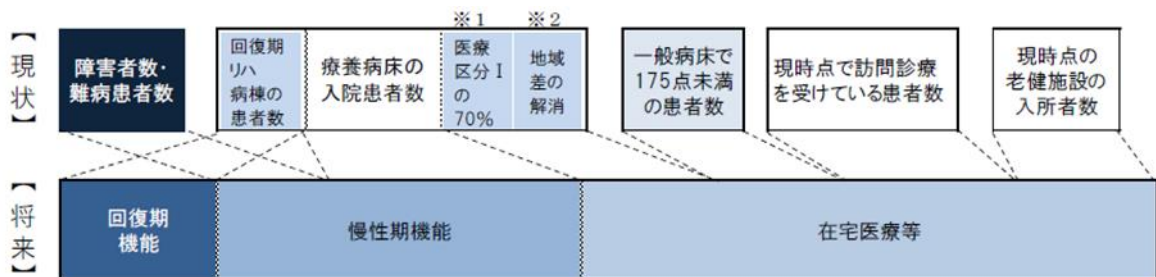 ※1 ※2
【現状】
障害者数・
難病患者数
回復期
リハ
病棟の
患者数
療養病床の
入院患者数
医療
区分Ⅰ
の
70%
地域
差の
解消
一般病床で
175点未満
の患者数
現時点で訪問診療
を受けている患者数
現時点の
老健施設の
入所者数
【将来】
回復期
機能
慢性期機能
在宅医療等